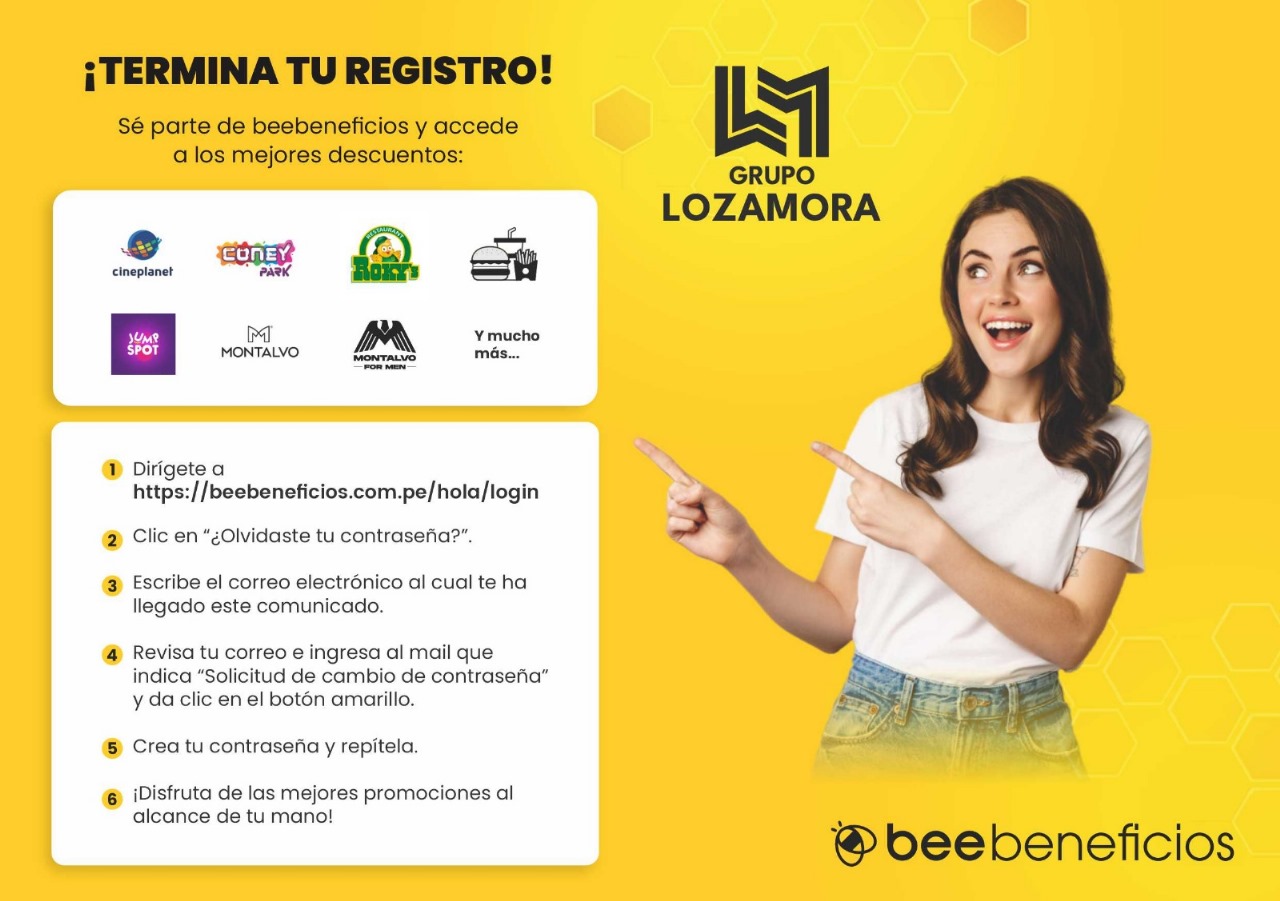 ¡TERMINA TU REGISTRO!
Sé parte de beebeneficios y accede
a los mejores descuentos:
cineplanet
CONEY
PARK
RESTAURANT
ROKY's
JUMP
SPOT
MONTALVO
MONTALVO
FOR MEN
Y mucho
más...
1 Dirígete a
https://beebeneficios.com.pe/hola/login
2 Clic en “¿Olvidaste tu contraseña?”.
3 Escribe el correo electrónico al cual te ha
llegado este comunicado.
4 Revisa tu correo e ingresa al mail que
indica “Solicitud de cambio de contraseña”
y da clic en el botón amarillo.
5 Crea tu contraseña y repítela.
6 ¡Disfruta de las mejores promociones al
alcance de tu mano!
LM
GRUPO
LOZAMORA
beebeneficios